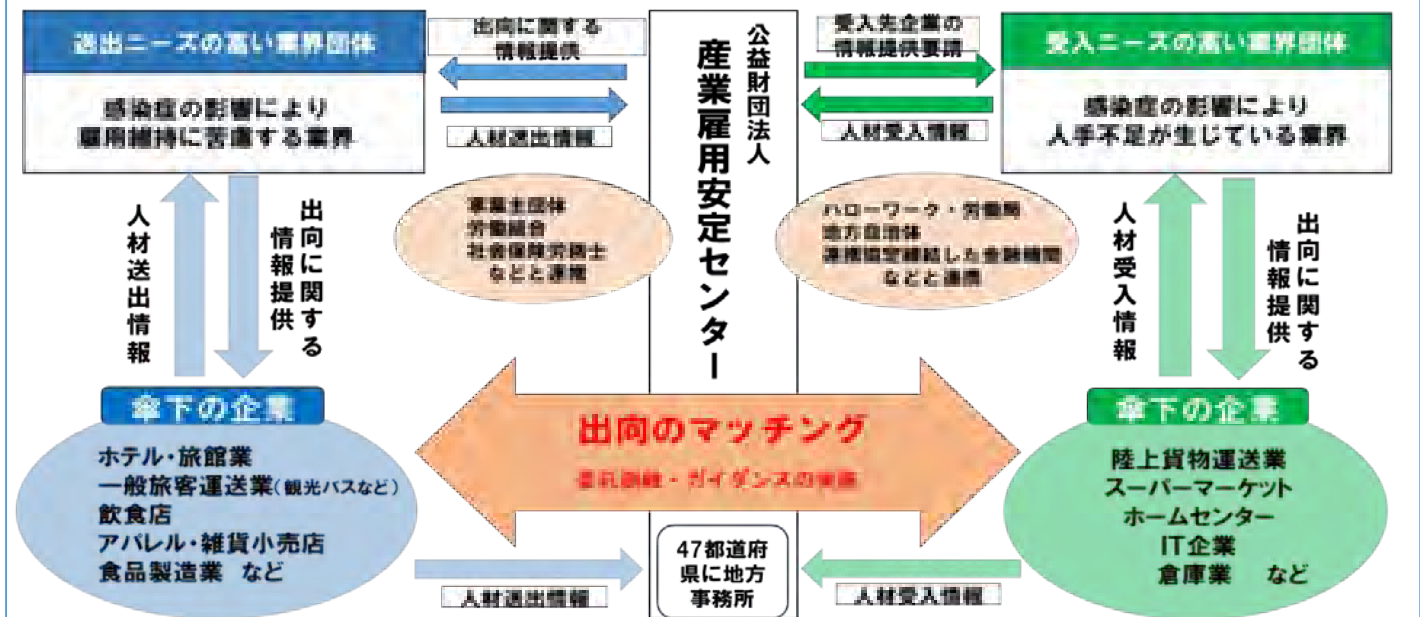 送出ニーズの高い業界団体
感染症の影響により
雇用維持に苦慮する業界
出向に関する
情報提供
人材送出情報
公益財団法人
産業雇用安定センター
受入先企業の
情報提供要請
人材受入情報
受入ニーズの高い業界団体
感染症の影響により
人手不足が生じている業界
事業主団体
労働組合
社会保険労務士
などと連携
ハローワーク・労働局
地方自治体
連携協定締結した金融機関
などと連携
人材送出情報
出向に関する
情報提供
人材受入情報
出向に関する
情報提供
傘下の企業
ホテル・旅館業
一般旅客運送業(観光バスなど)
飲食店
アパレル・雑貨小売店
食品製造業 など
出向のマッチング
委託訓練・ガイダンスの実施
傘下の企業
陸上貨物運送業
スーパーマーケット
ホームセンター
IT企業
倉庫業 など
人材送出情報
47都道府
県に地方
事務所
人材受入情報